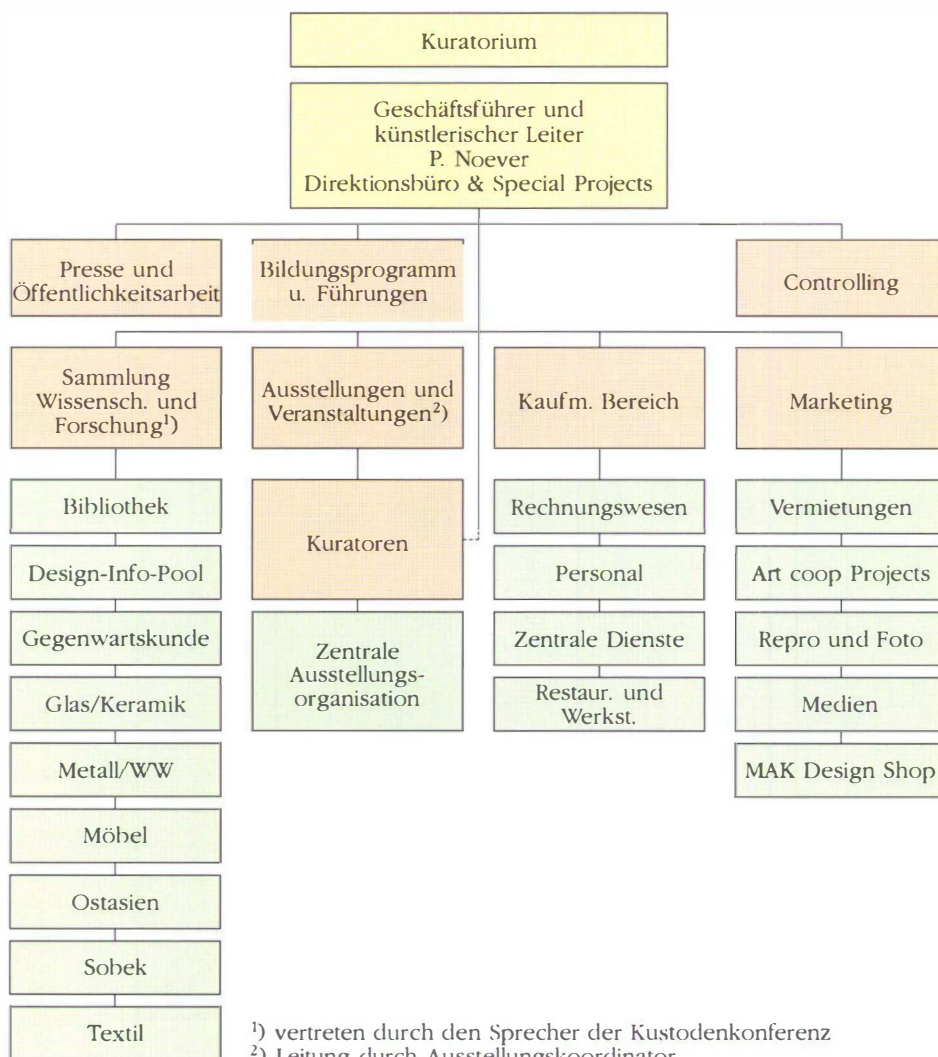 Kuratorium
Geschäftsführer und
künstlerischer Leiter
P. Noever
Direktionsbüro & Special Projects
Presse und
Öffentlichkeitsarbeit
Bildungsprogramm
u. Führungen
Controlling
Sammlung
Wissensch. und
Forschung¹)
Ausstellungen und
Veranstaltungen²)
Kaufm. Bereich
Marketing
Bibliothek
Design-Info-Pool
Gegenwartskunde
Glas/Keramik
Metall/WW
Möbel
Ostasien
Sobek
Textil
Kuratoren
Zentrale
Ausstellungs-
organisation
Rechnungswesen
Personal
Zentrale Dienste
Restaur. und
Werkst.
Vermietungen
Art coop Projects
Repro und Foto
Medien
MAK Design Shop
¹) vertreten durch den Sprecher der Kustodenkonferenz
²) Leitung durch Ausstellungskoordinator